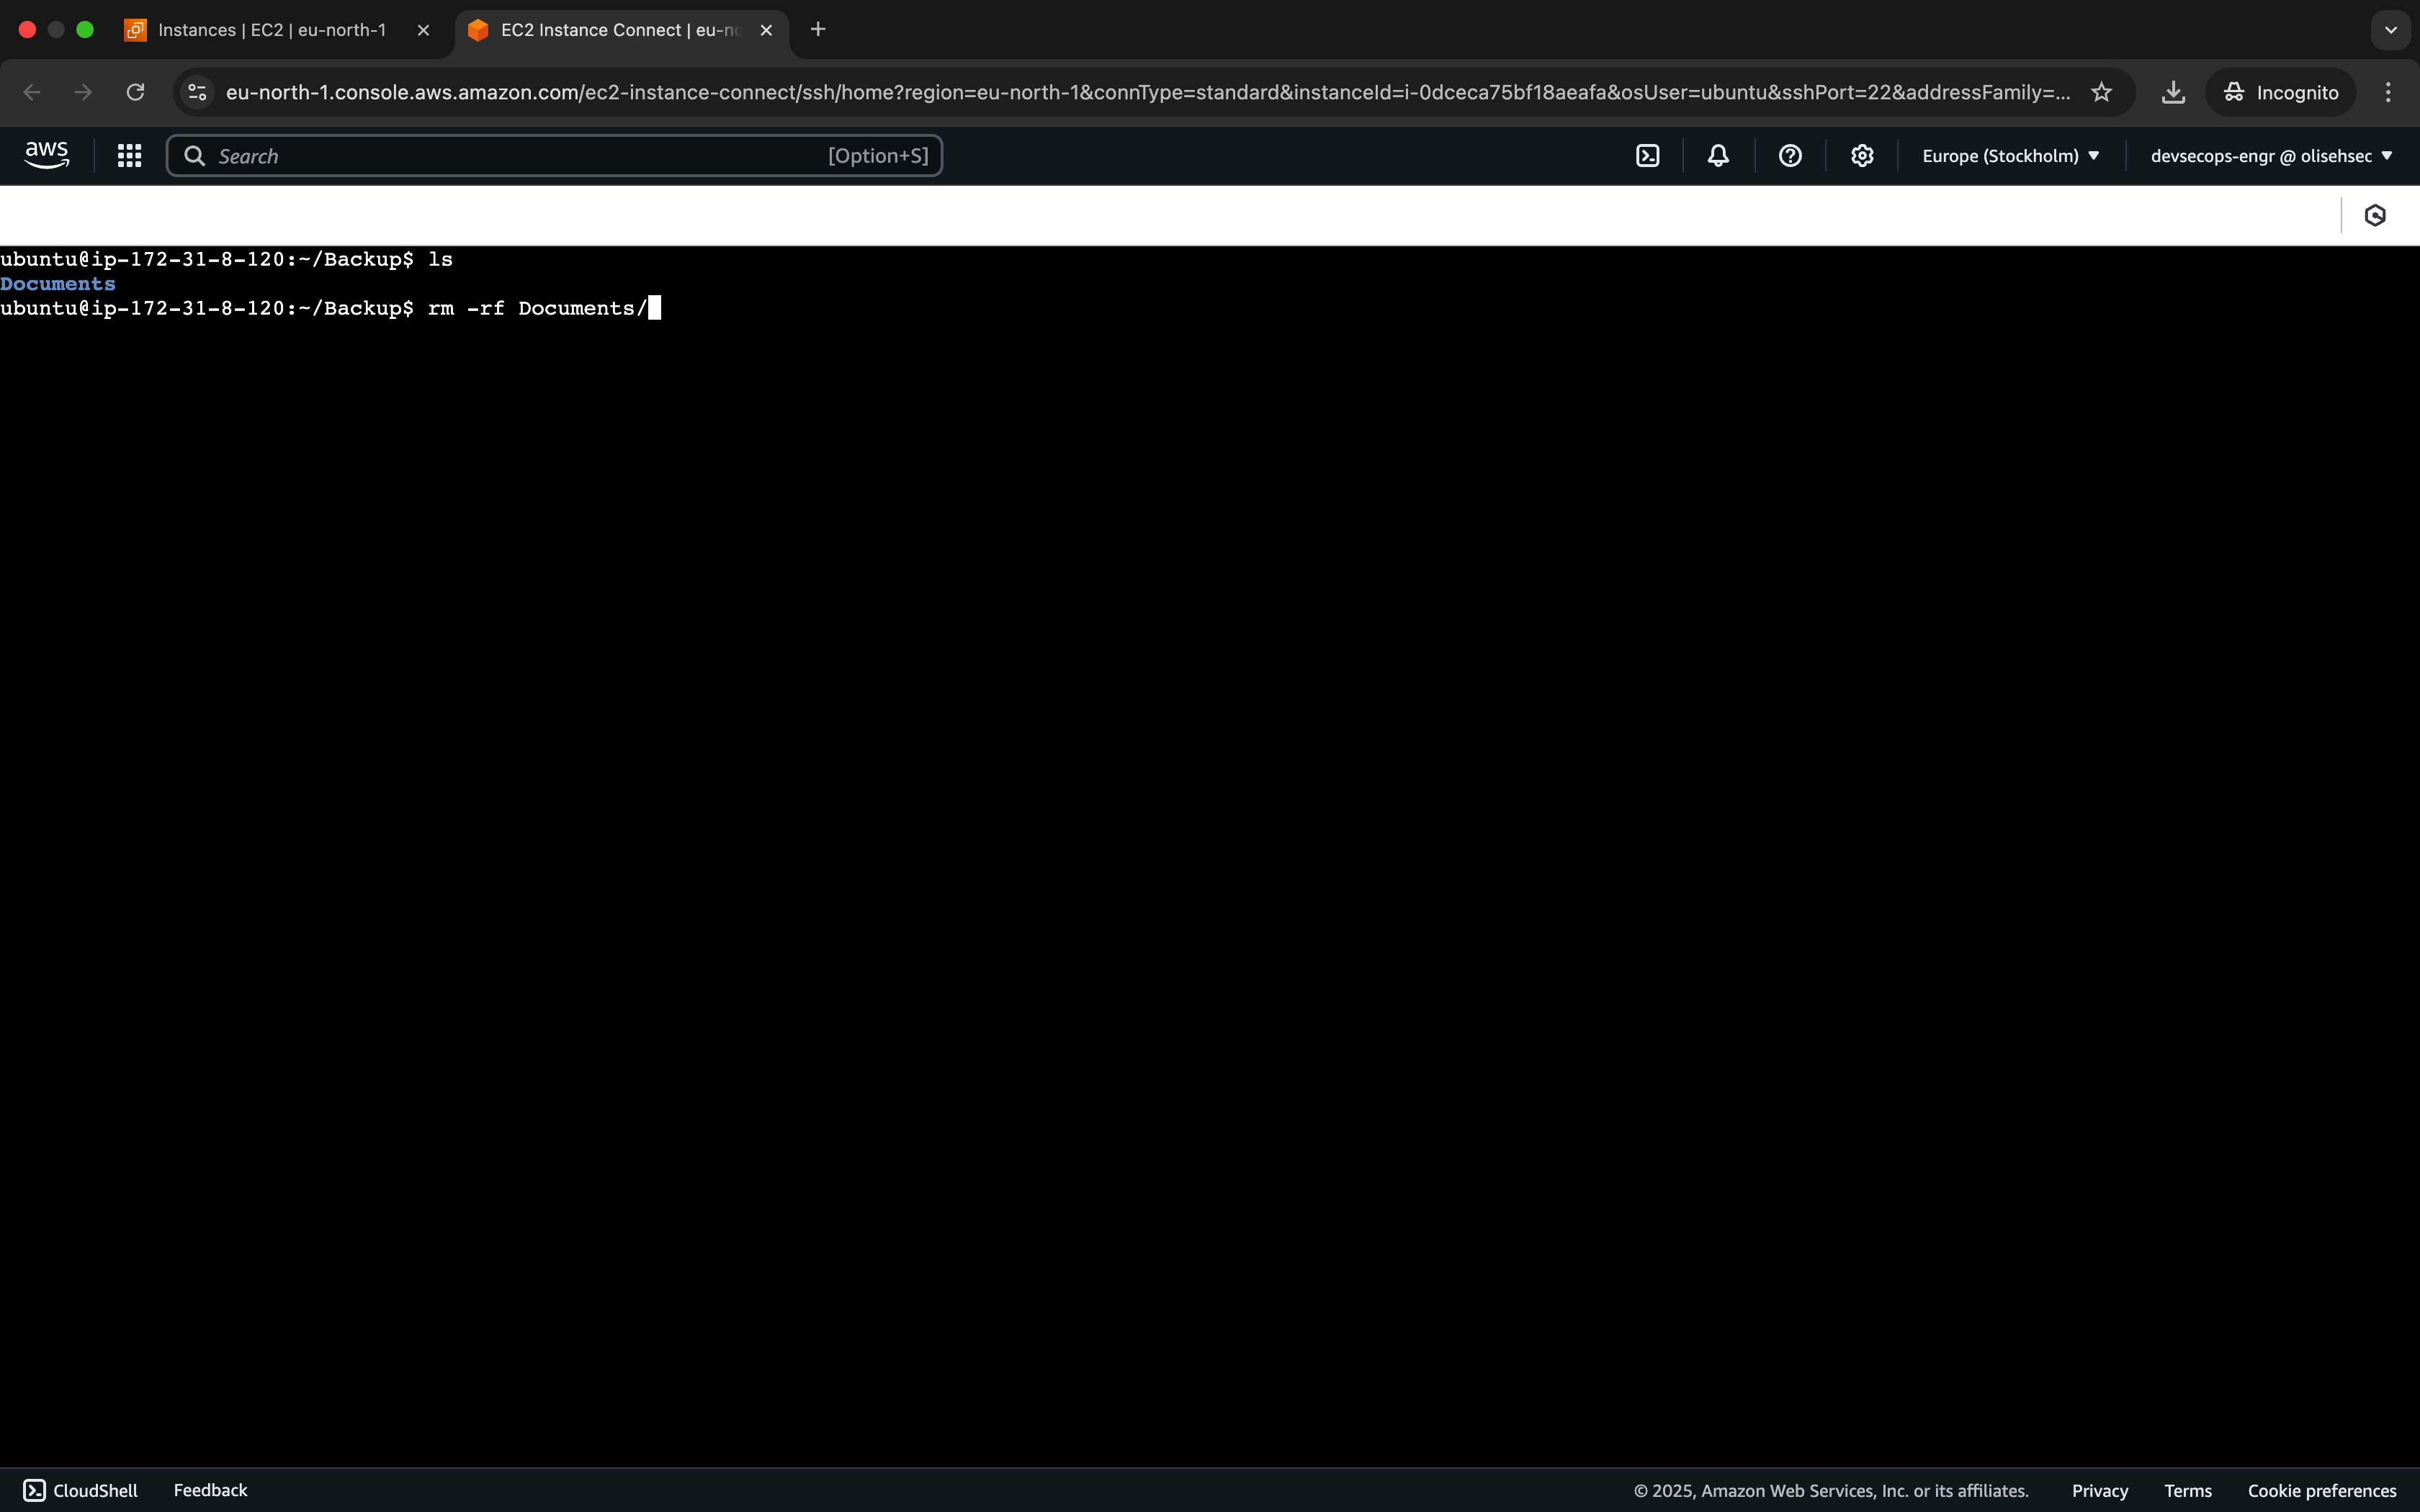 Instances | EC2 | eu-north-1
EC2 Instance Connect | eu-no
eu-north-1.console.aws.amazon.com/ec2-instance-connect/ssh/home?region=eu-north-1&connType=standard&instanceId=i-0dceca75bf18aeafa&osUser=ubuntu&sshPort=22&addressFamily=...
Incognito
aws
Search
[Option+S]
Europe (Stockholm)
devsecops-engr @ olisehsec
ubuntu@ip-172-31-8-120:~/Backup$ ls
Documents
ubuntu@ip-172-31-8-120:~/Backup$ rm -rf Documents/
CloudShell
Feedback
© 2025, Amazon Web Services, Inc. or its affiliates.
Privacy
Terms
Cookie preferences